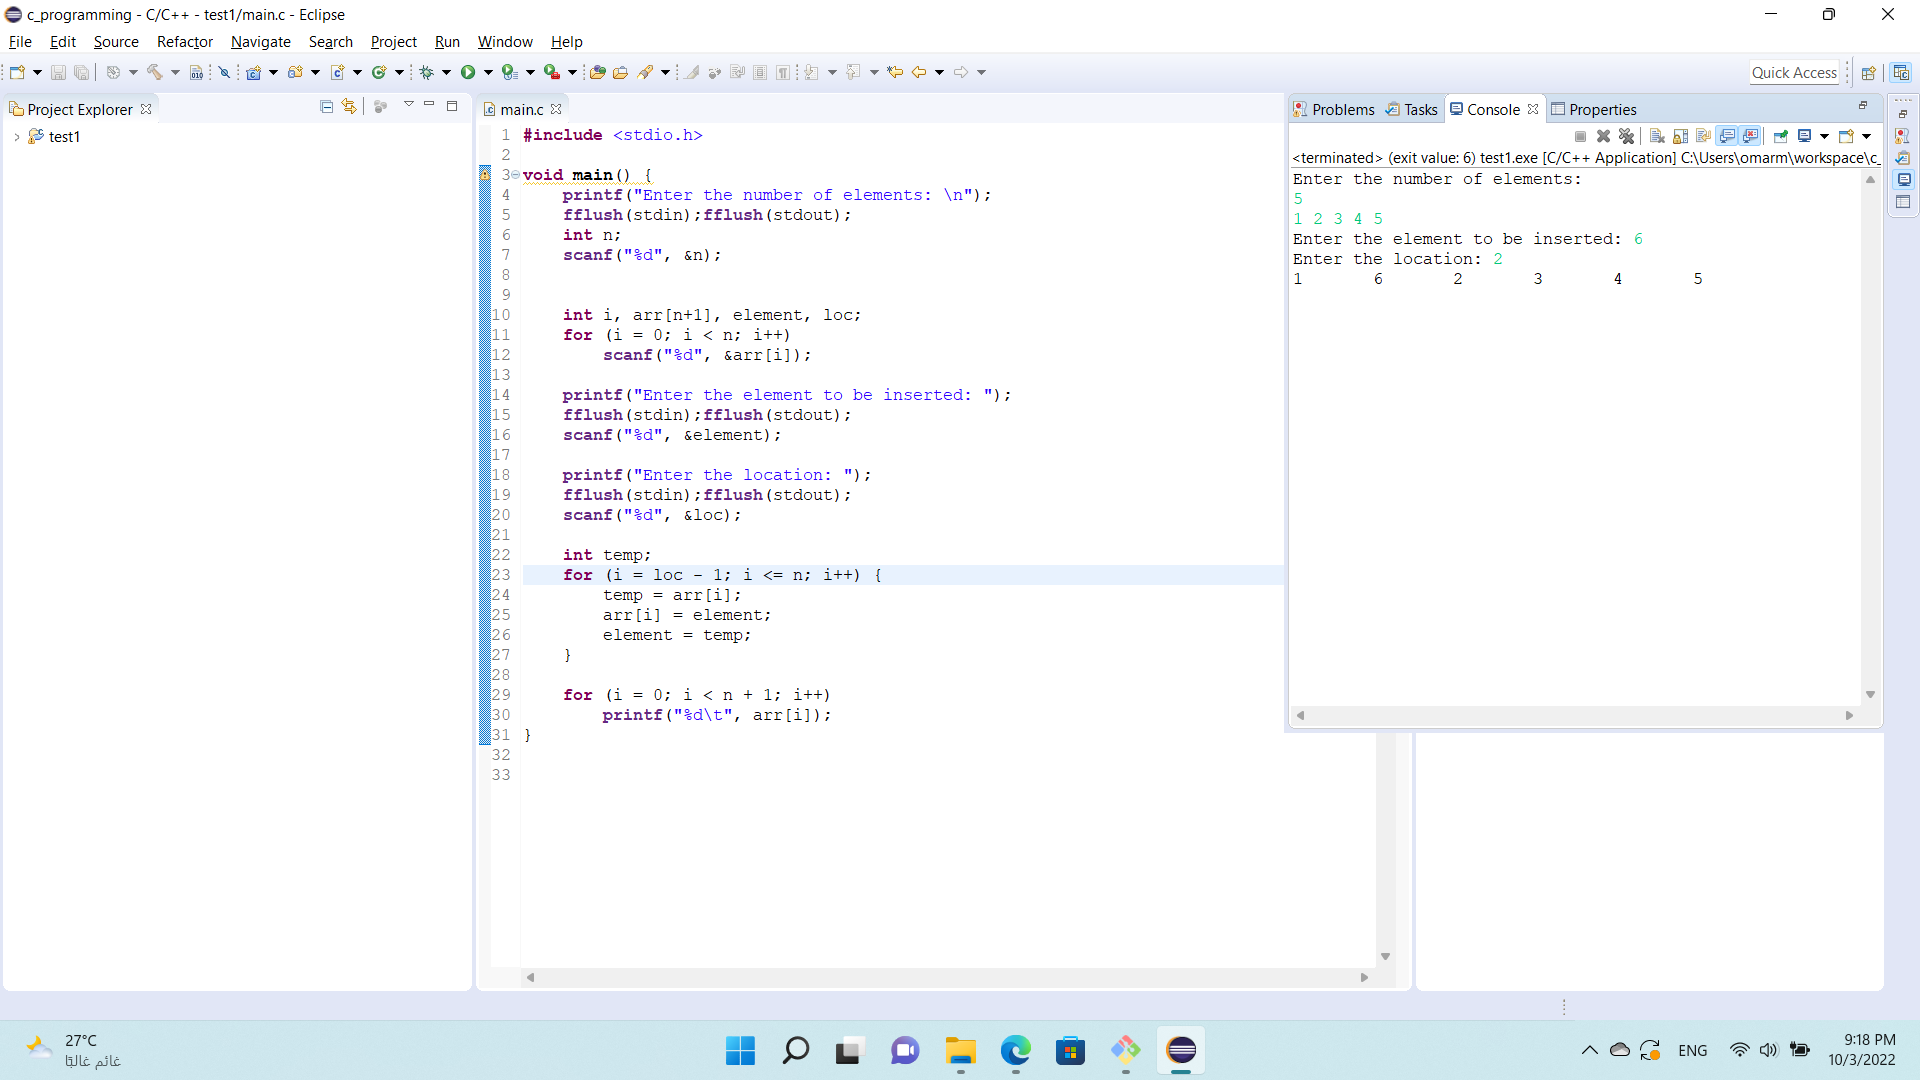 c_programming - C/C++ - test1/main.c - Eclipse
File Edit Source Refactor Navigate Search Project Run Window Help
Quick Access
Project Explorer
test1
main.c
1 #include <stdio.h>
2
3 void main() {
4 printf("Enter the number of elements: \n");
5 fflush(stdin);fflush(stdout);
6 int n;
7 scanf("%d", &n);
8
9
10 int i, arr[n+1], element, loc;
11 for (i = 0; i < n; i++)
12 scanf("%d", &arr[i]);
13
14 printf("Enter the element to be inserted: ");
15 fflush(stdin);fflush(stdout);
16 scanf("%d", &element);
17
18 printf("Enter the location: ");
19 fflush(stdin);fflush(stdout);
20 scanf("%d", &loc);
21
22 int temp;
23 for (i = loc - 1; i <= n; i++) {
24 temp = arr[i];
25 arr[i] = element;
26 element = temp;
27 }
28
29 for (i = 0; i < n + 1; i++)
30 printf("%d\t", arr[i]);
31 }
32
33
Problems Tasks Console Properties
<terminated> (exit value: 6) test1.exe [C/C++ Application] C:\Users\omarm\workspace\c_
Enter the number of elements:
5
1 2 3 4 5
Enter the element to be inserted: 6
Enter the location: 2
1 6 2 3 4 5
27°C
غائم غالبًا
ENG
9:18 PM
10/3/2022